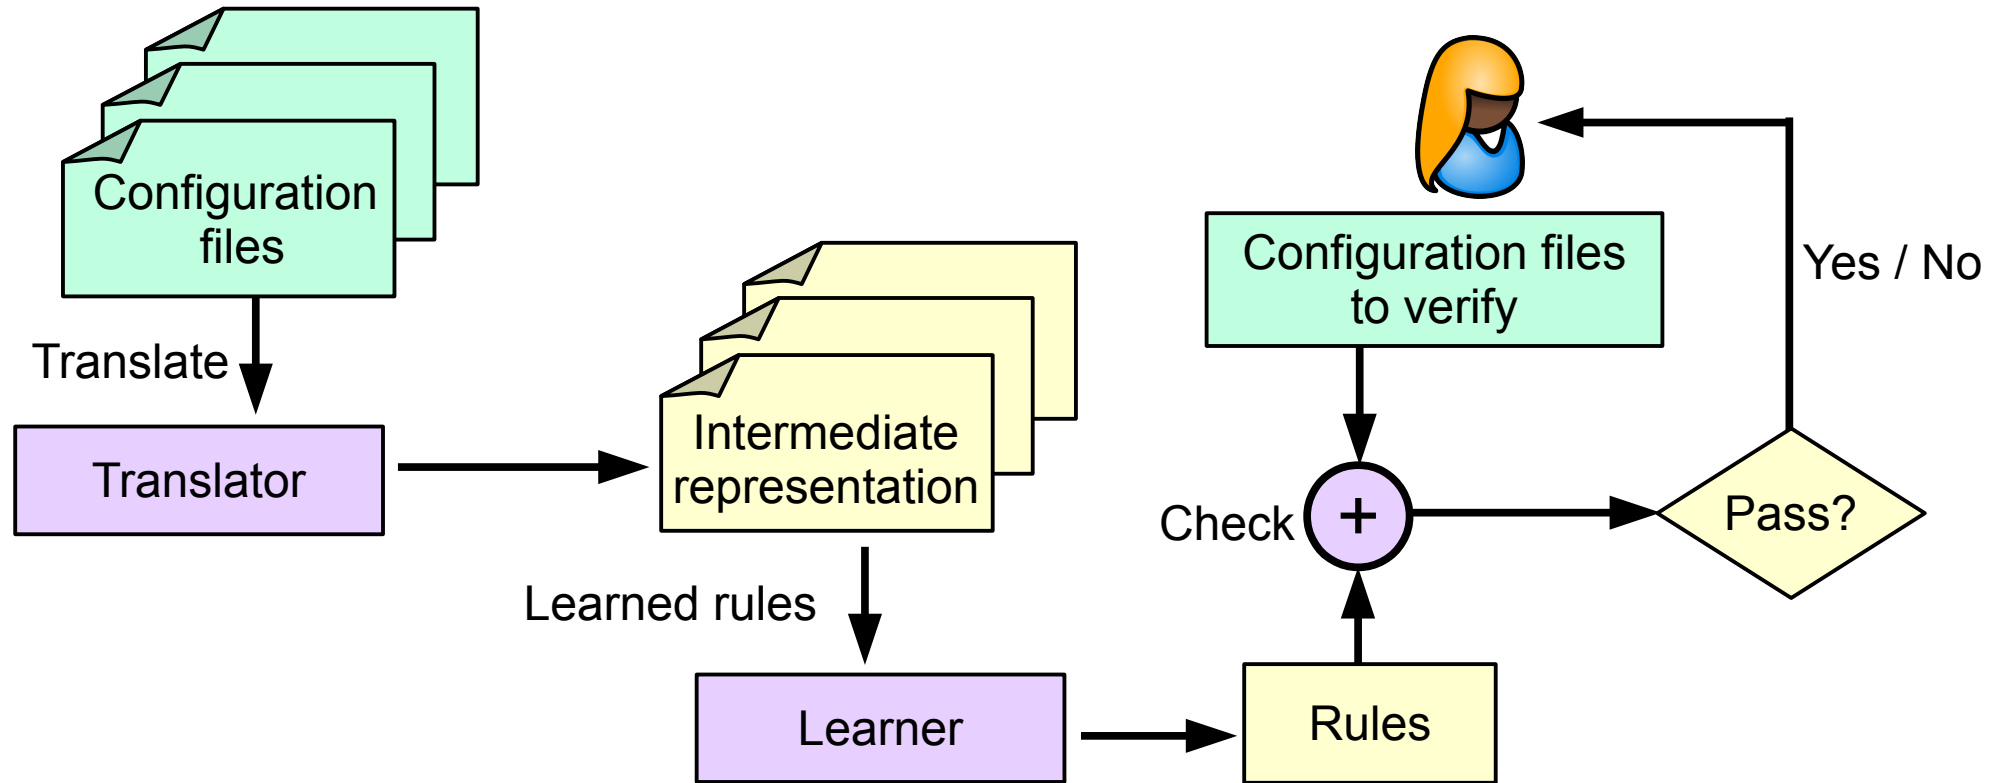 Configuration
files
Translate
Translator
Intermediate
representation
Learned rules
Learner
Rules
Configuration files
to verify
Check
+
Pass?
Yes / No